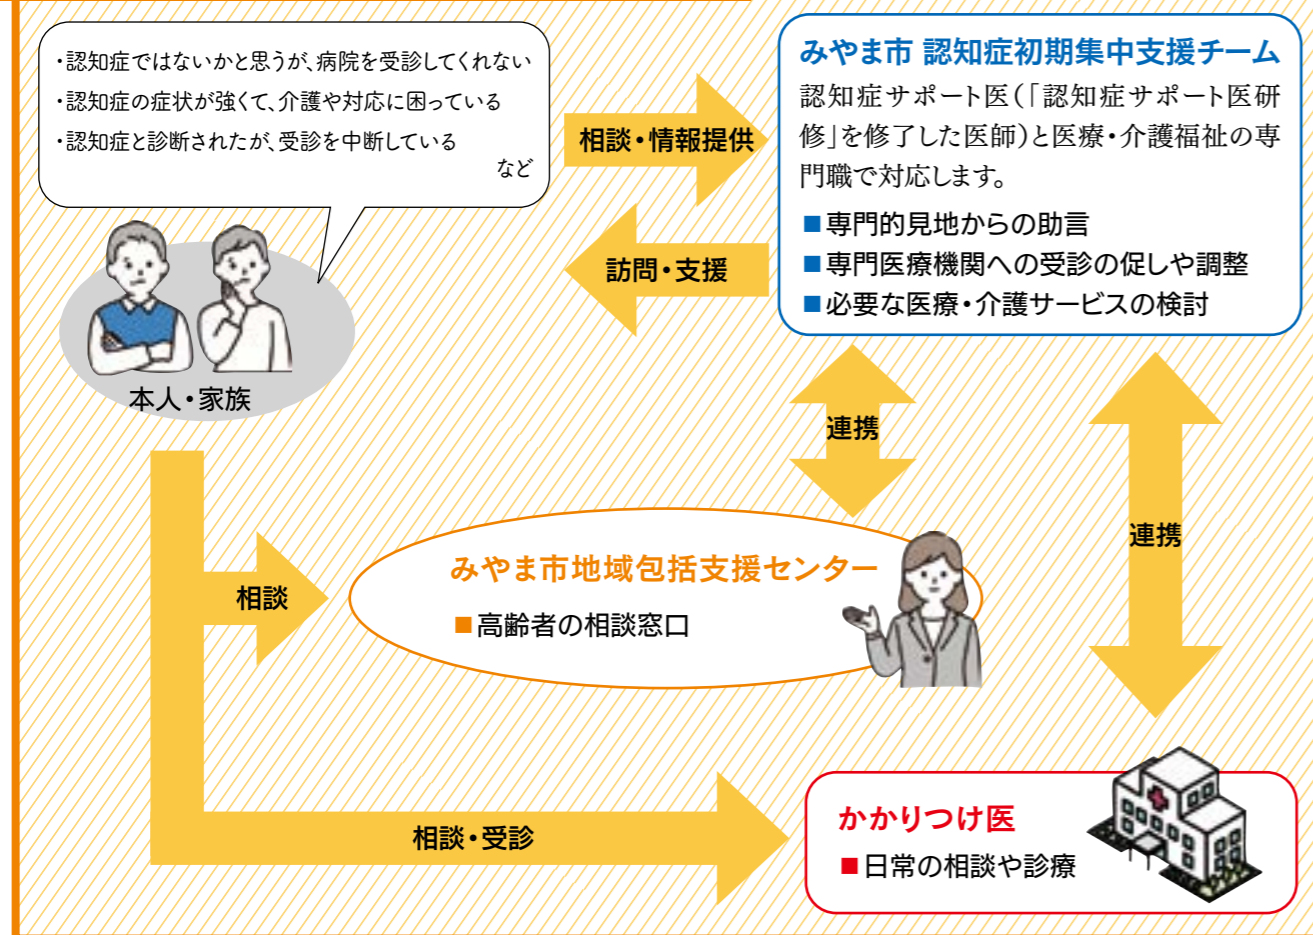 ・認知症ではないかと思うが、病院を受診してくれない
・認知症の症状が強くて、介護や対応に困っている
・認知症と診断されたが、受診を中断している
など
本人・家族
相談・情報提供
訪問・支援
みやま市 認知症初期集中支援チーム
認知症サポート医(「認知症サポート医研
修」を修了した医師)と医療・介護福祉の専
門職で対応します。
■専門的見地からの助言
■専門医療機関への受診の促しや調整
■必要な医療・介護サービスの検討
連携
連携
相談
みやま市地域包括支援センター
■高齢者の相談窓口
相談・受診
かかりつけ医
■日常の相談や診療